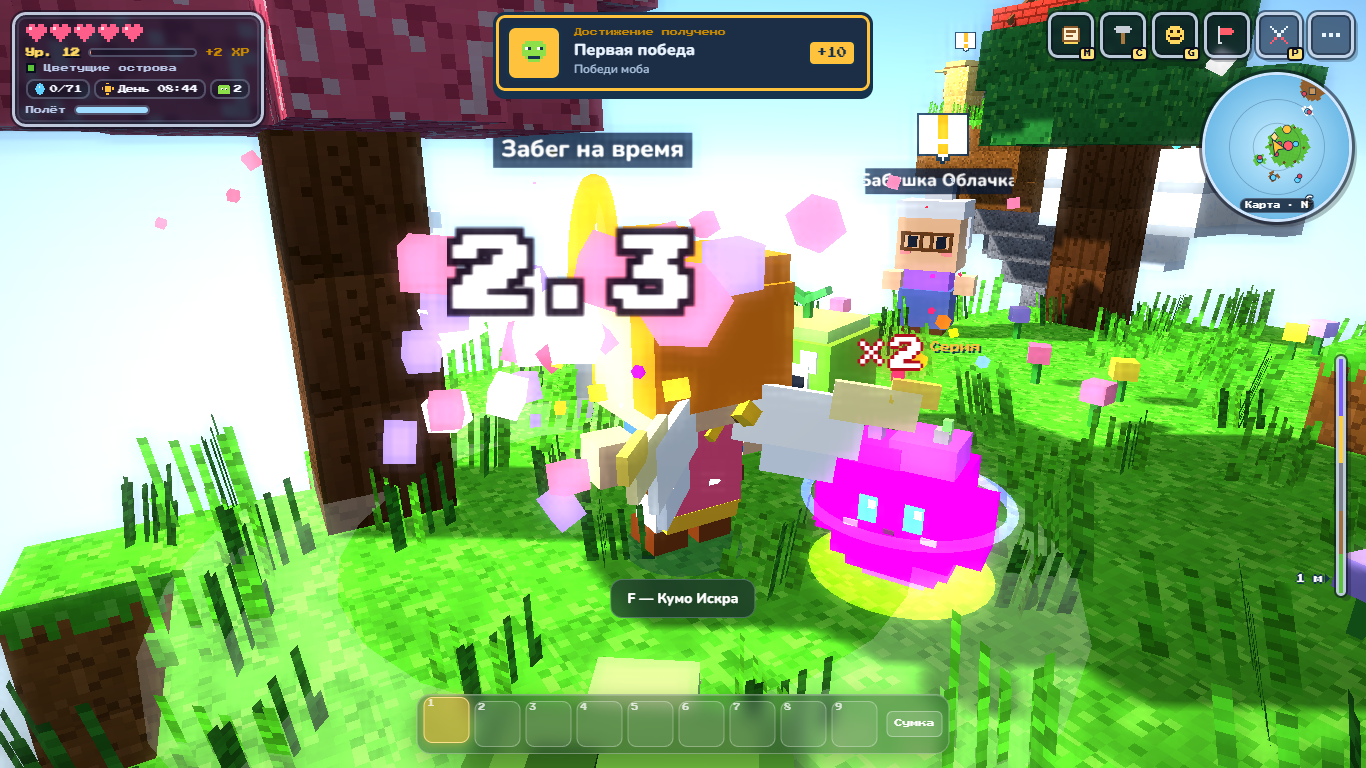 Ур. 12
+2 XP
Цветущие острова
0/71
День 08:44
2
Полёт
Достижение получено
Первая победа
Победи моба
+10
H
C
G
P
Забег на время
Бабушка Облачка
Карта · N
2.3
×2
Серия
1 м
F — Кумо Искра
1
2
3
4
5
6
7
8
9
Сумка